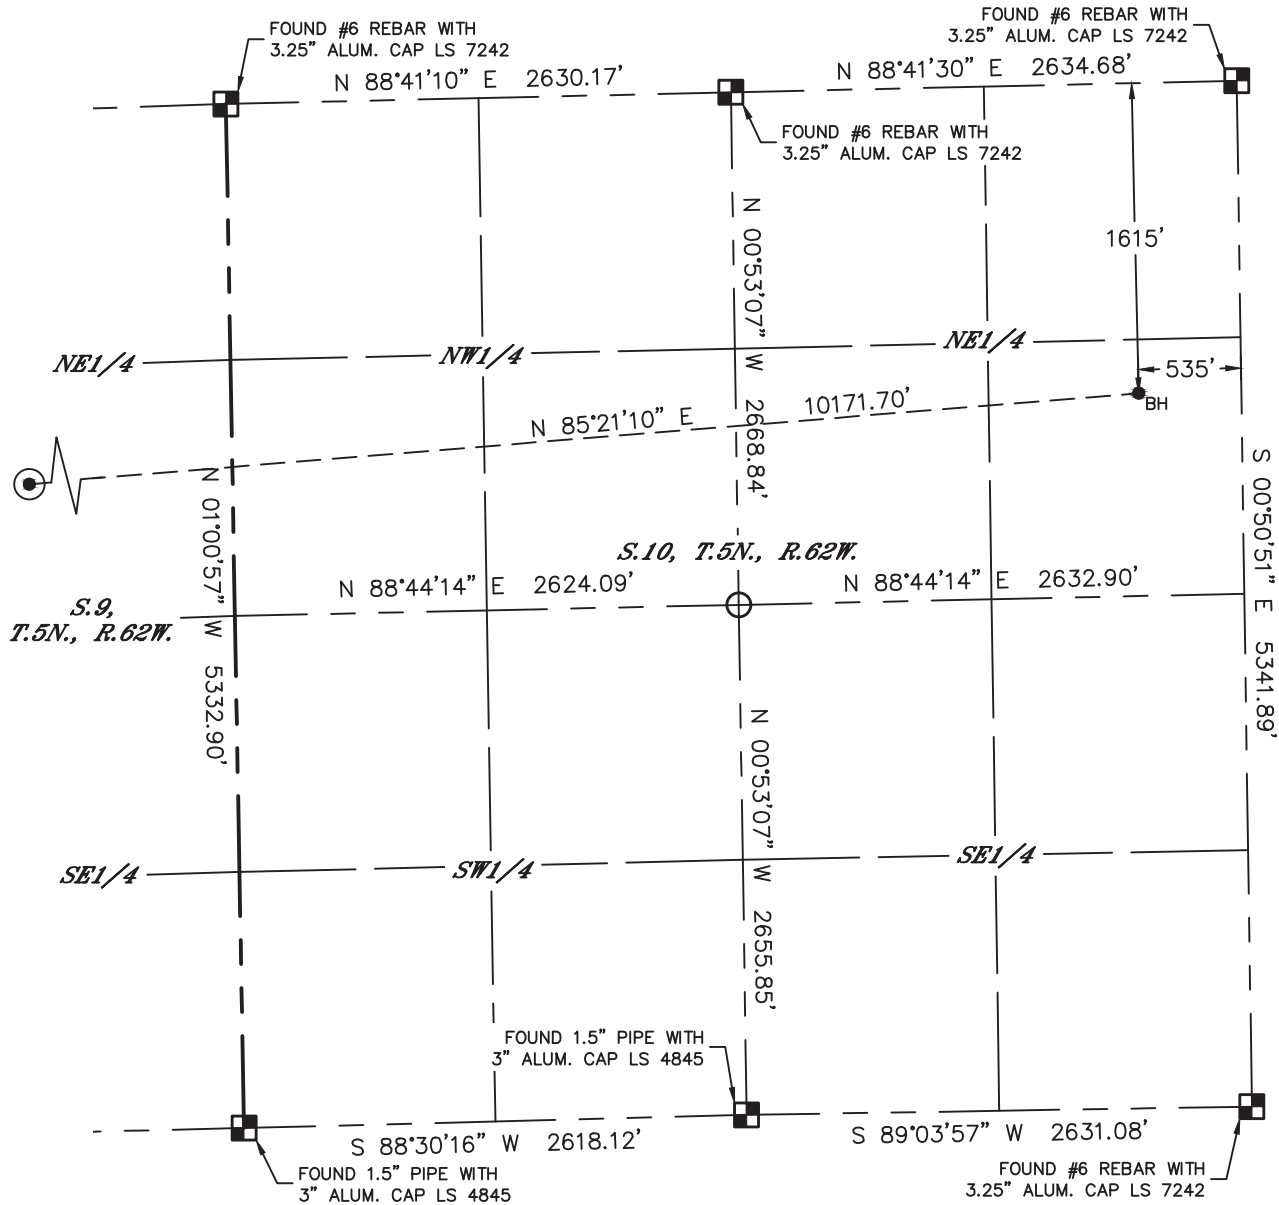 FOUND #6 REBAR WITH
3.25” ALUM. CAP LS 7242
FOUND #6 REBAR WITH
3.25” ALUM. CAP LS 7242
N 88°41'10” E 2630.17'
N 88°41'30” E 2634.68'
FOUND #6 REBAR WITH
3.25” ALUM. CAP LS 7242
N 00°53'07” W 2668.84'
1615'
NE1/4
NW1/4
NE1/4
535'
BH
N 85°21'10” E 10171.70'
N 01°00'57” W 5332.90'
S 00°50'51” E 5341.89'
S.10, T.5N., R.62W.
N 88°44'14” E 2624.09'
N 88°44'14” E 2632.90'
S.9,
T.5N., R.62W.
N 00°53'07” W 2655.85'
SE1/4
SW1/4
SE1/4
FOUND 1.5” PIPE WITH
3” ALUM. CAP LS 4845
S 88°30'16” W 2618.12'
S 89°03'57” W 2631.08'
FOUND 1.5” PIPE WITH
3” ALUM. CAP LS 4845
FOUND #6 REBAR WITH
3.25” ALUM. CAP LS 7242